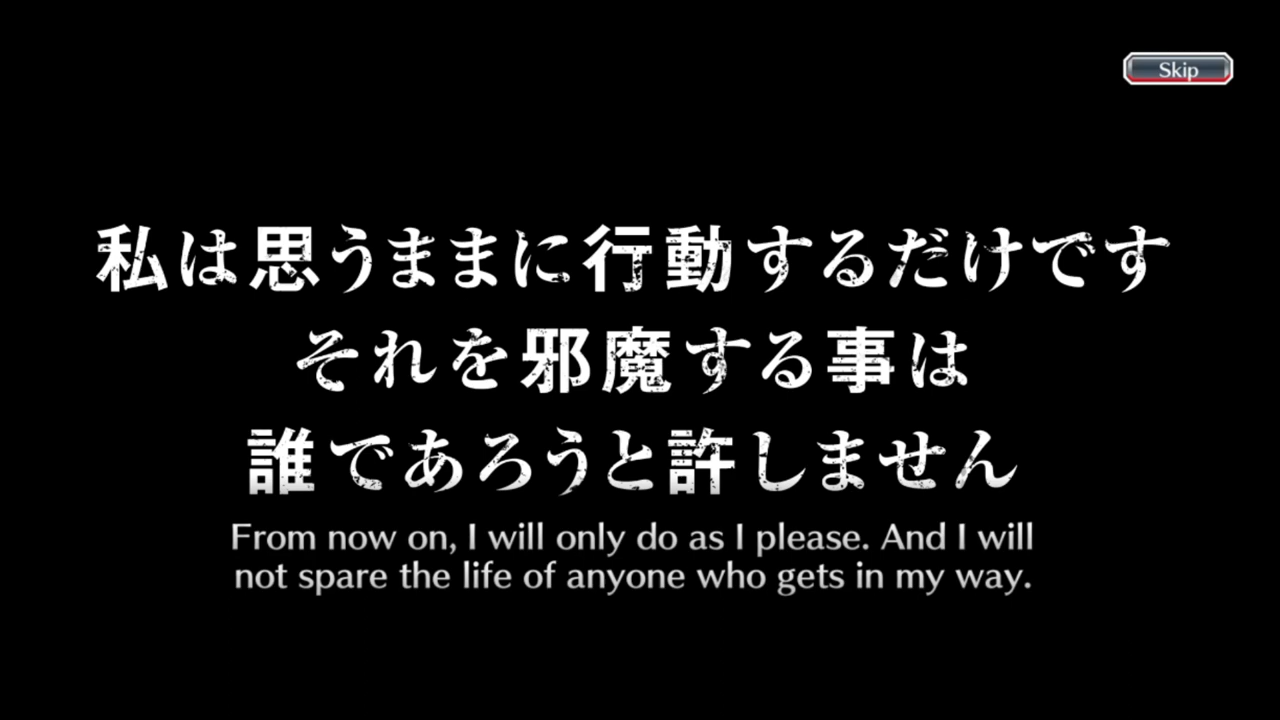 Skip
私は思うままに行動するだけです
それを邪魔する事は
誰であろうと許しません
From now on, I will only do as I please. And I will
not spare the life of anyone who gets in my way.